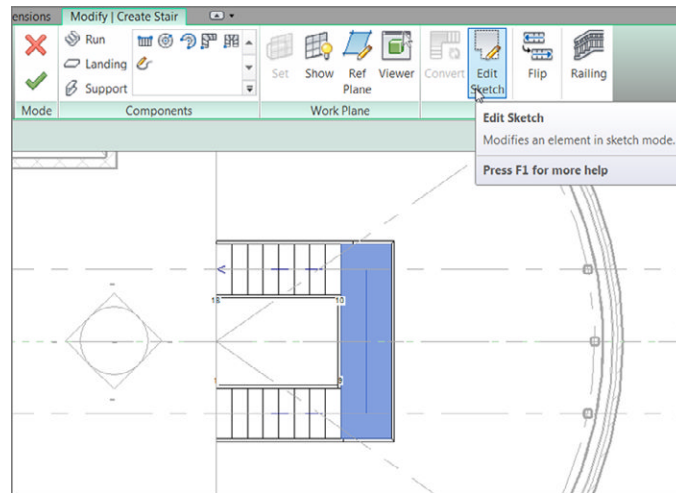 ensions Modify | Create Stair
Run
Landing
Support
Set Show Ref Plane Viewer Convert Edit Sketch Flip Railing
Mode Components Work Plane
Edit Sketch
Modifies an element in sketch mode.
Press F1 for more help
10